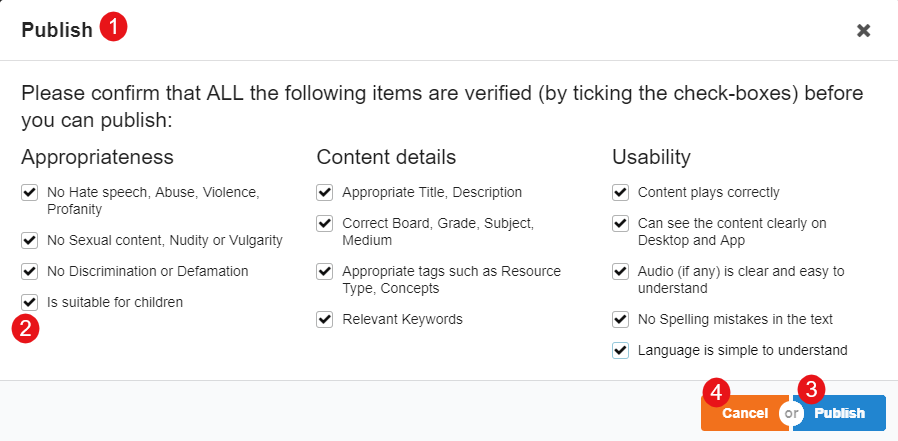 Publish 1
Please confirm that ALL the following items are verified (by ticking the check-boxes) before
you can publish:
Appropriateness
No Hate speech, Abuse, Violence,
Profanity
No Sexual content, Nudity or Vulgarity
No Discrimination or Defamation
Is suitable for children
2
Content details
Appropriate Title, Description
Correct Board, Grade, Subject,
Medium
Appropriate tags such as Resource
Type, Concepts
Relevant Keywords
Usability
Content plays correctly
Can see the content clearly on
Desktop and App
Audio (if any) is clear and easy to
understand
No Spelling mistakes in the text
Language is simple to understand
4 3
Cancel or Publish